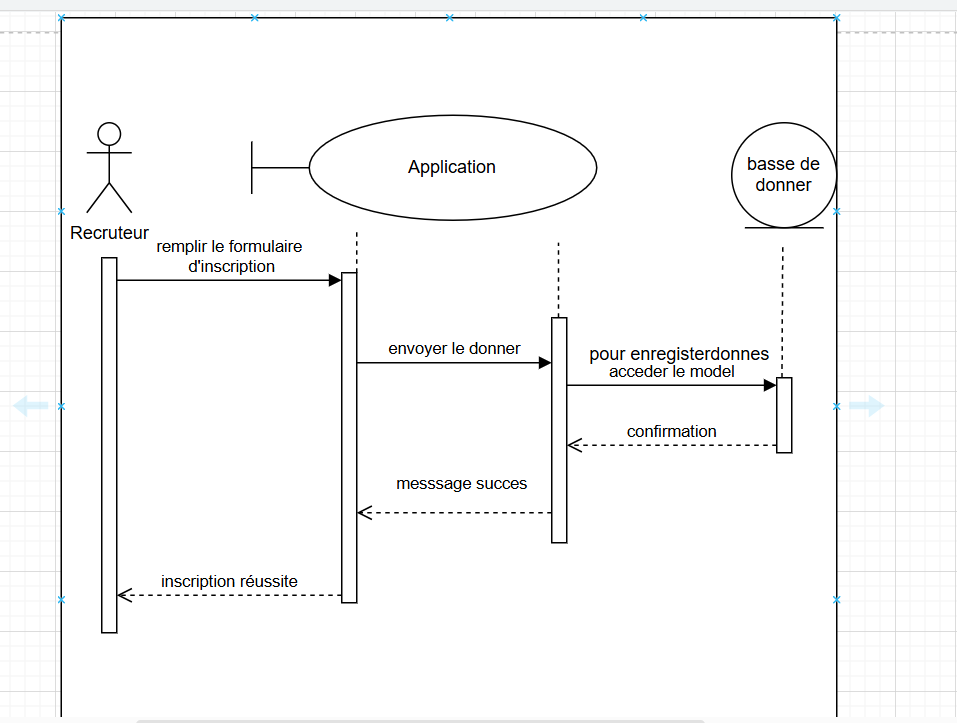 Application
basse de
donner
Recruteur
remplir le formulaire
d'inscription
envoyer le donner
pour enregisterdonnes
acceder le model
confirmation
messsage succes
inscription réussite